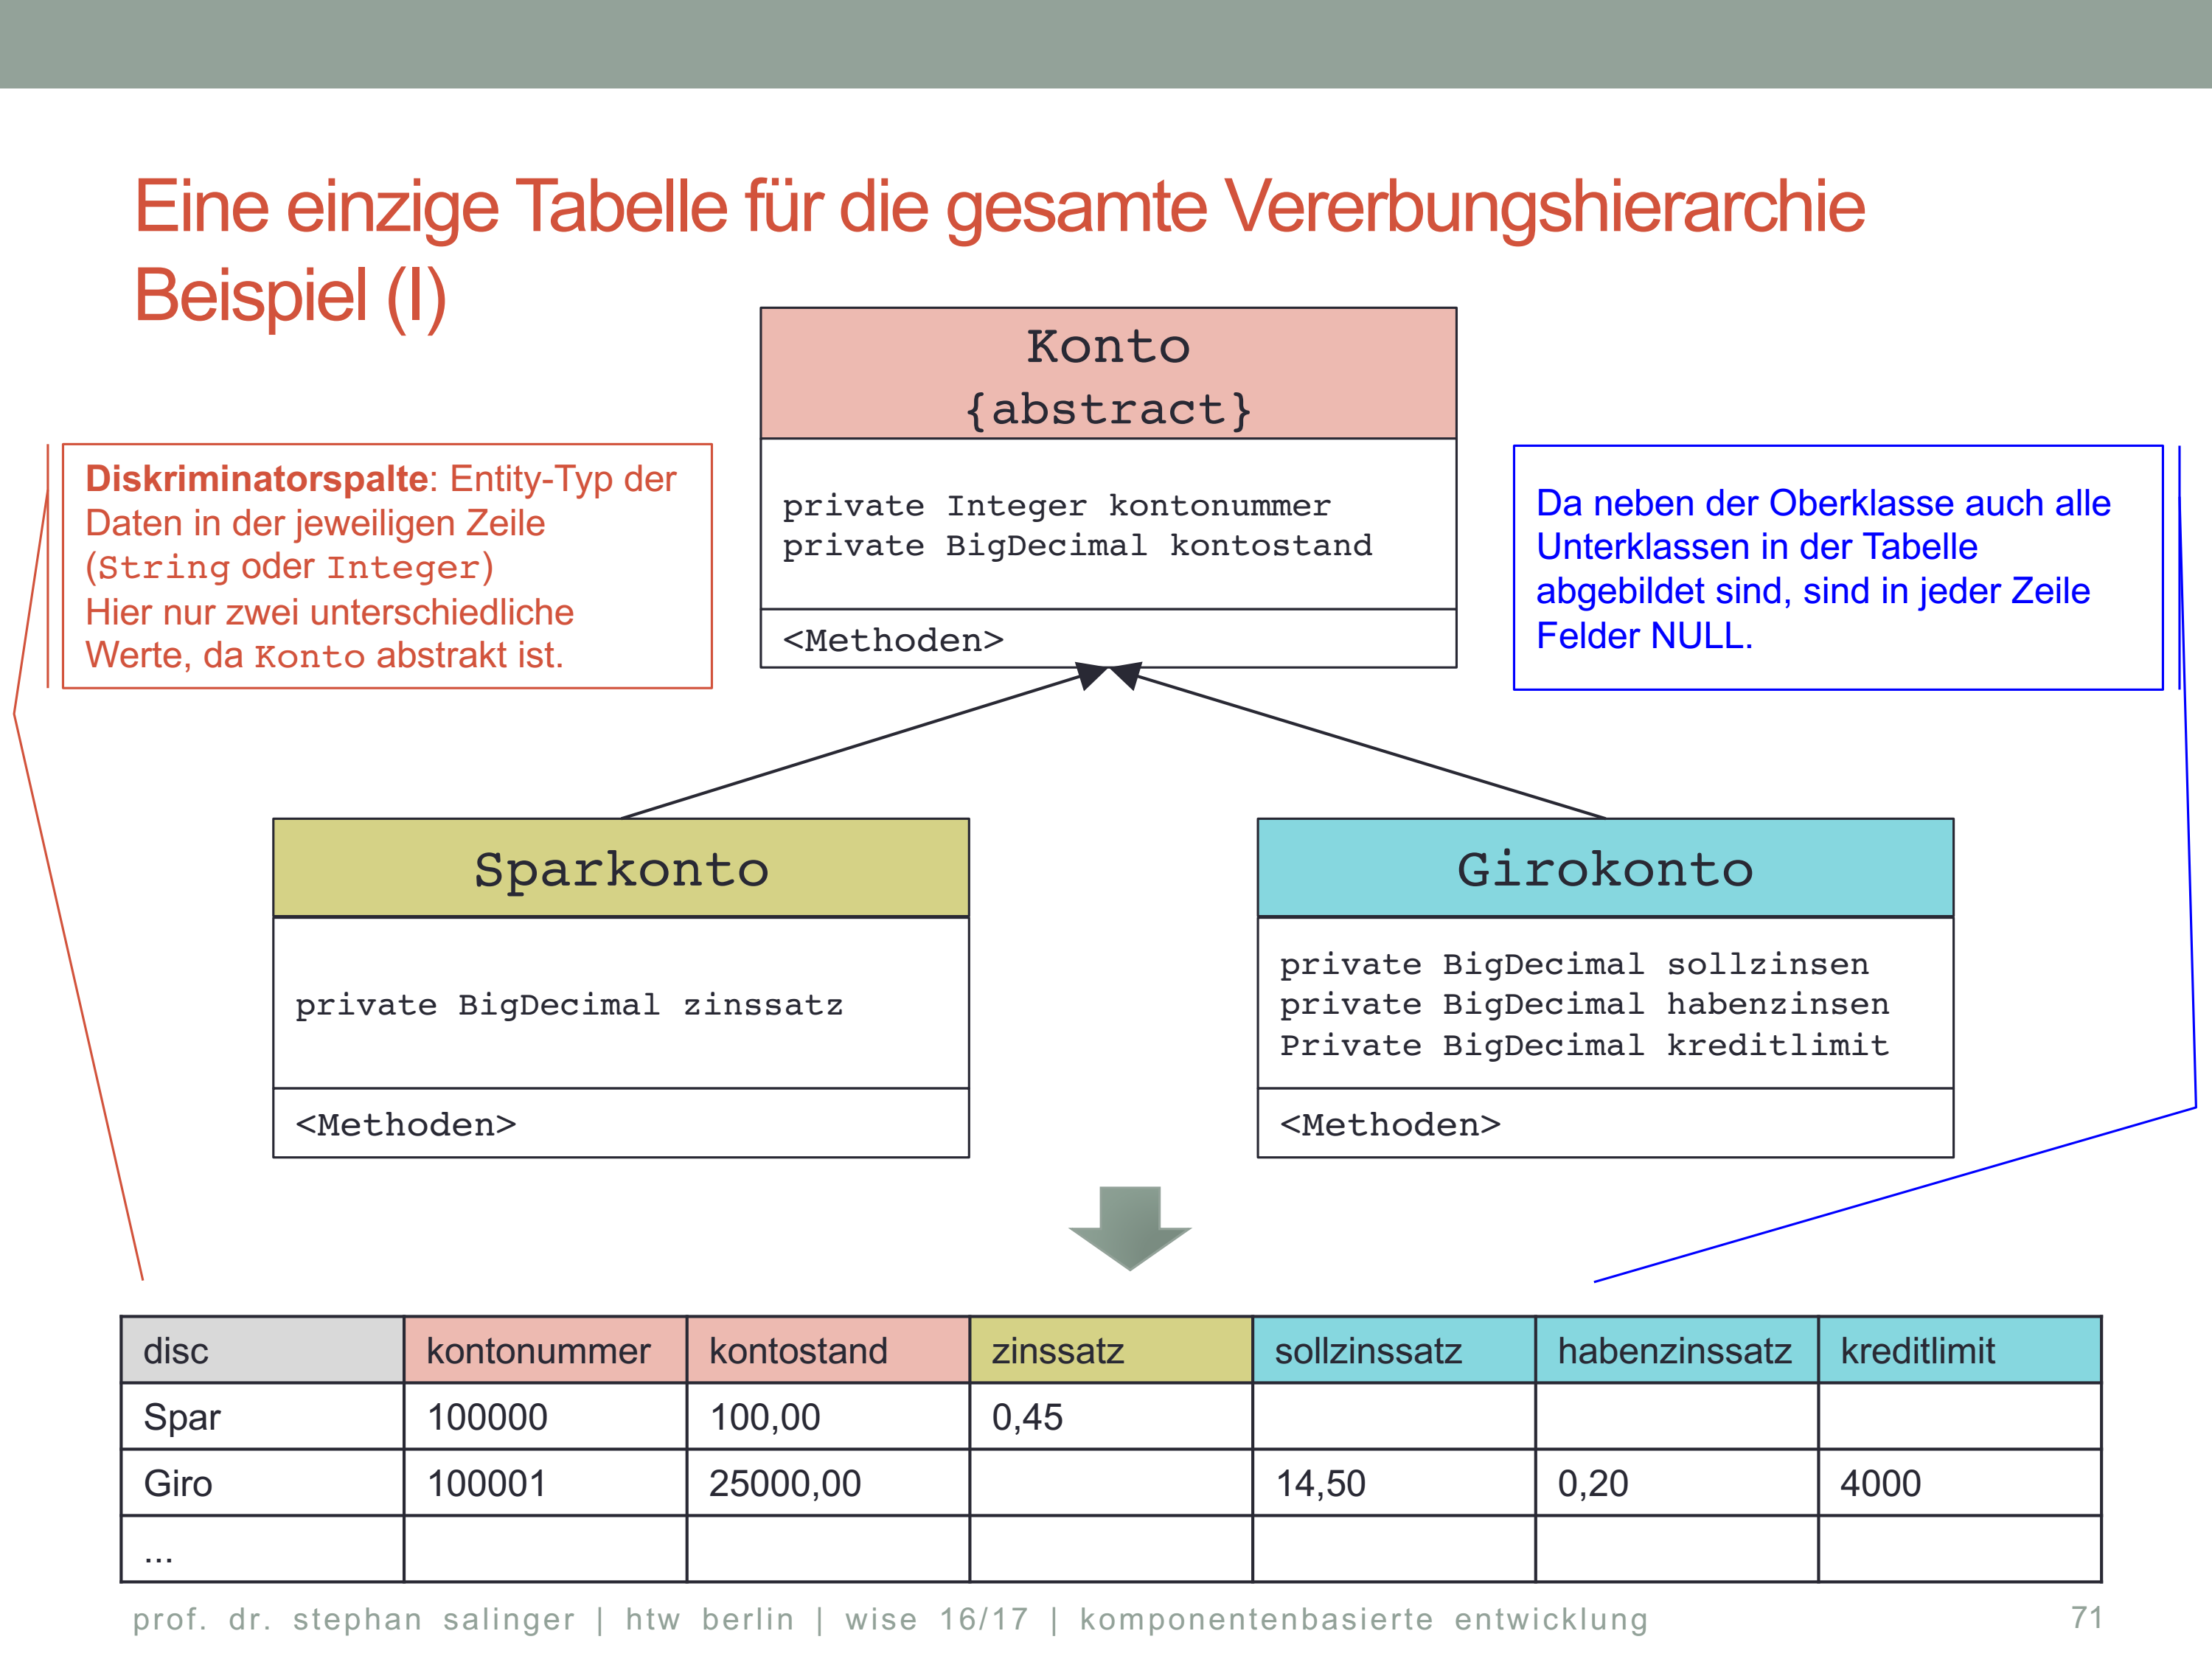 Eine einzige Tabelle für die gesamte Vererbungshierarchie
Beispiel (I)
Konto
{abstract}
private Integer kontonummer
private BigDecimal kontostand
<Methoden>
Diskriminatorspalte: Entity-Typ der
Daten in der jeweiligen Zeile
(String oder Integer)
Hier nur zwei unterschiedliche
Werte, da Konto abstrakt ist.
Da neben der Oberklasse auch alle
Unterklassen in der Tabelle
abgebildet sind, sind in jeder Zeile
Felder NULL.
Sparkonto
private BigDecimal zinssatz
<Methoden>
Girokonto
private BigDecimal sollzinsen
private BigDecimal habenzinsen
Private BigDecimal kreditlimit
<Methoden>
disc kontonummer kontostand zinssatz sollzinssatz habenzinssatz kreditlimit
Spar 100000 100,00 0,45
Giro 100001 25000,00 14,50 0,20 4000
...
prof. dr. stephan salinger | htw berlin | wise 16/17 | komponentenbasierte entwicklung 71